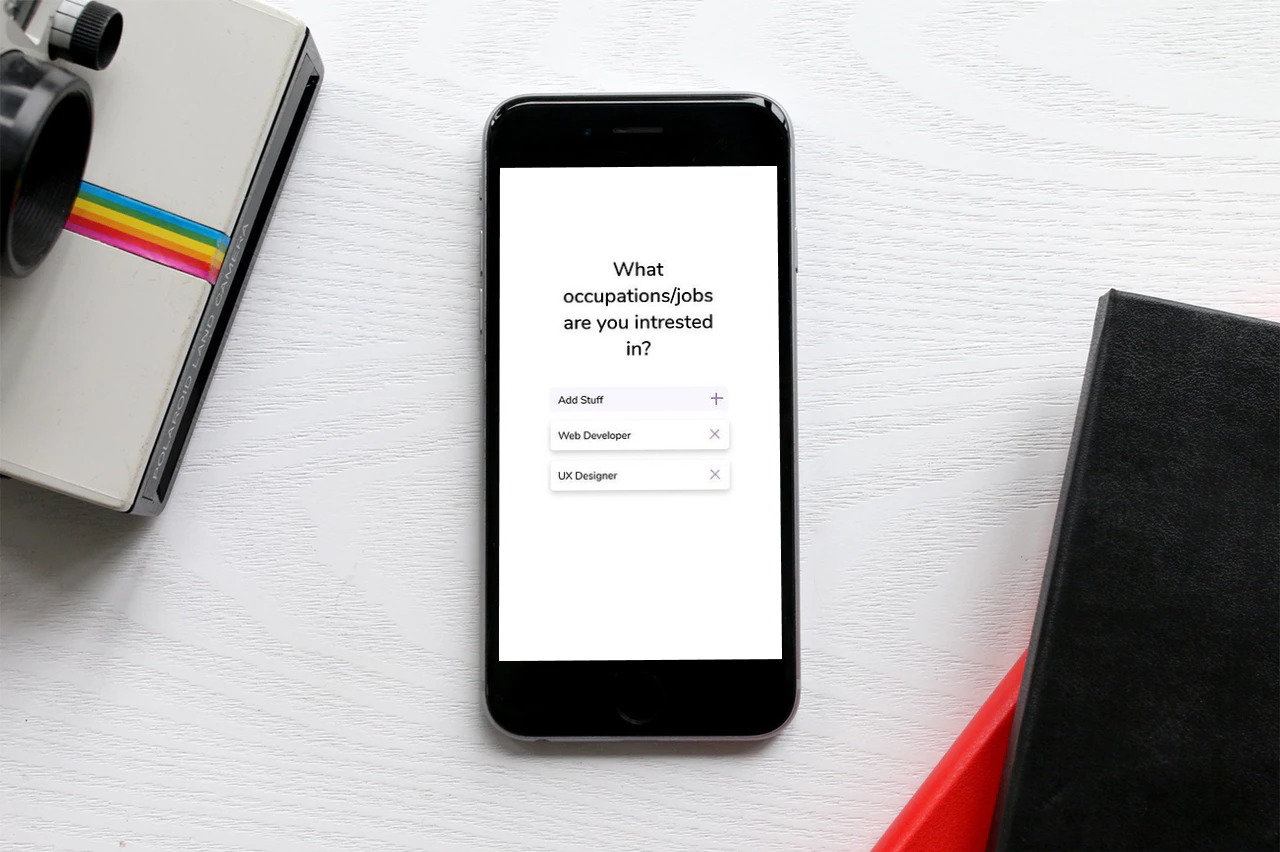 What
occupations/jobs
are you intrested
in?
Add Stuff
Web Developer
UX Designer
POLAROID LAND CAMERA